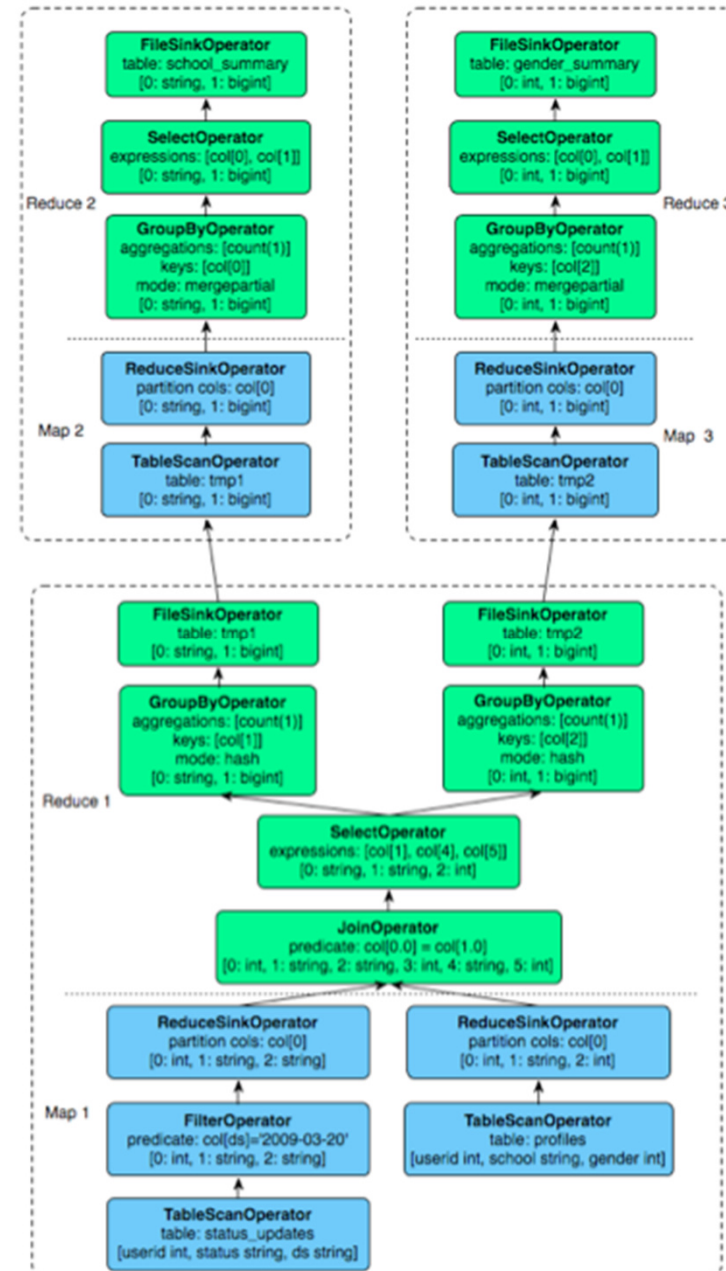 FileSinkOperator
table: school_summary
[0: string, 1: bigint]
SelectOperator
expressions: [col[0], col[1]]
[0: string, 1: bigint]
Reduce 2
GroupByOperator
aggregations: [count(1)]
keys: [col[0]]
mode: mergepartial
[0: string, 1: bigint]
ReduceSinkOperator
partition cols: col[0]
[0: string, 1: bigint]
Map 2
TableScanOperator
table: tmp1
[0: string, 1: bigint]
FileSinkOperator
table: gender_summary
[0: int, 1: bigint]
SelectOperator
expressions: [col[0], col[1]]
[0: int, 1: bigint]
Reduce 3
GroupByOperator
aggregations: [count(1)]
keys: [col[2]]
mode: mergepartial
[0: int, 1: bigint]
ReduceSinkOperator
partition cols: col[0]
[0: int, 1: bigint]
Map 3
TableScanOperator
table: tmp2
[0: int, 1: bigint]
FileSinkOperator
table: tmp1
[0: string, 1: bigint]
GroupByOperator
aggregations: [count(1)]
keys: [col[1]]
mode: hash
[0: string, 1: bigint]
FileSinkOperator
table: tmp2
[0: int, 1: bigint]
GroupByOperator
aggregations: [count(1)]
keys: [col[2]]
mode: hash
[0: int, 1: bigint]
Reduce 1
SelectOperator
expressions: [col[1], col[4], col[5]]
[0: string, 1: string, 2: int]
JoinOperator
predicate: col[0.0] = col[1.0]
[0: int, 1: string, 2: string, 3: int, 4: string, 5: int]
ReduceSinkOperator
partition cols: col[0]
[0: int, 1: string, 2: string]
Map 1
FilterOperator
predicate: col[ds]='2009-03-20'
[0: int, 1: string, 2: string]
TableScanOperator
table: status_updates
[userid int, status string, ds string]
ReduceSinkOperator
partition cols: col[0]
[0: int, 1: string, 2: int]
TableScanOperator
table: profiles
[userid int, school string, gender int]